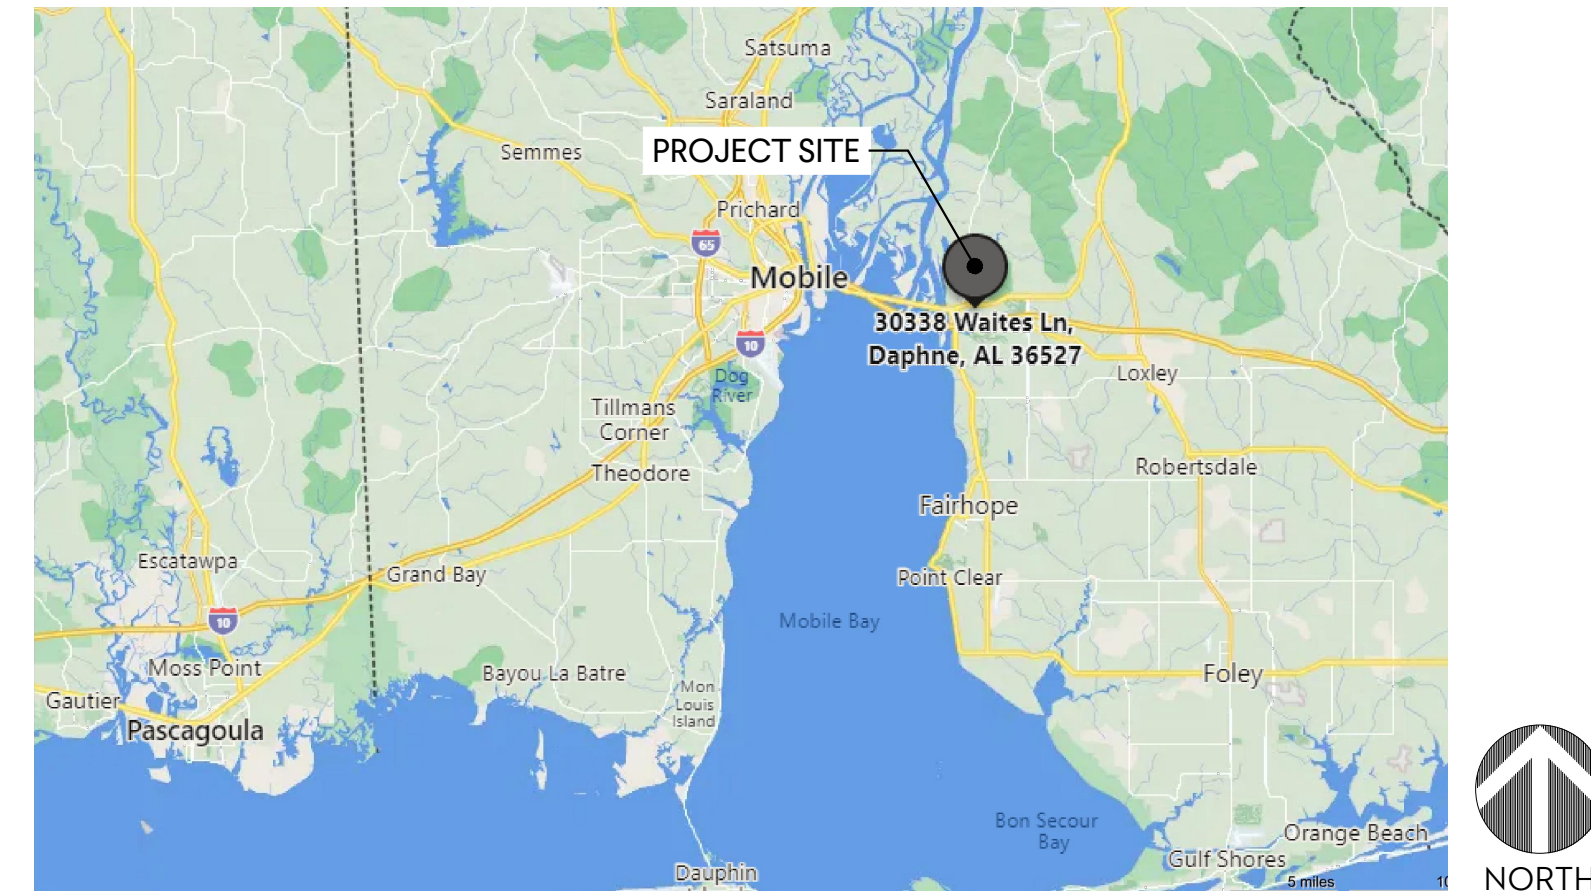 Satsuma
Saraland
PROJECT SITE
Semmes
Prichard
65
Mobile
30338 Waites Ln,
Daphne, AL 36527
10
Dog
River
Loxley
Tillmans
Corner
Theodore
Robertsdale
Fairhope
Escatawpa
Grand Bay
Point Clear
10
Mobile Bay
Moss Point
Bayou La Batre
Foley
Gautier
Mon
Louis
Island
Pascagoula
Bon Secour
Bay
Orange Beach
Gulf Shores
Dauphin
5 miles
NORTH